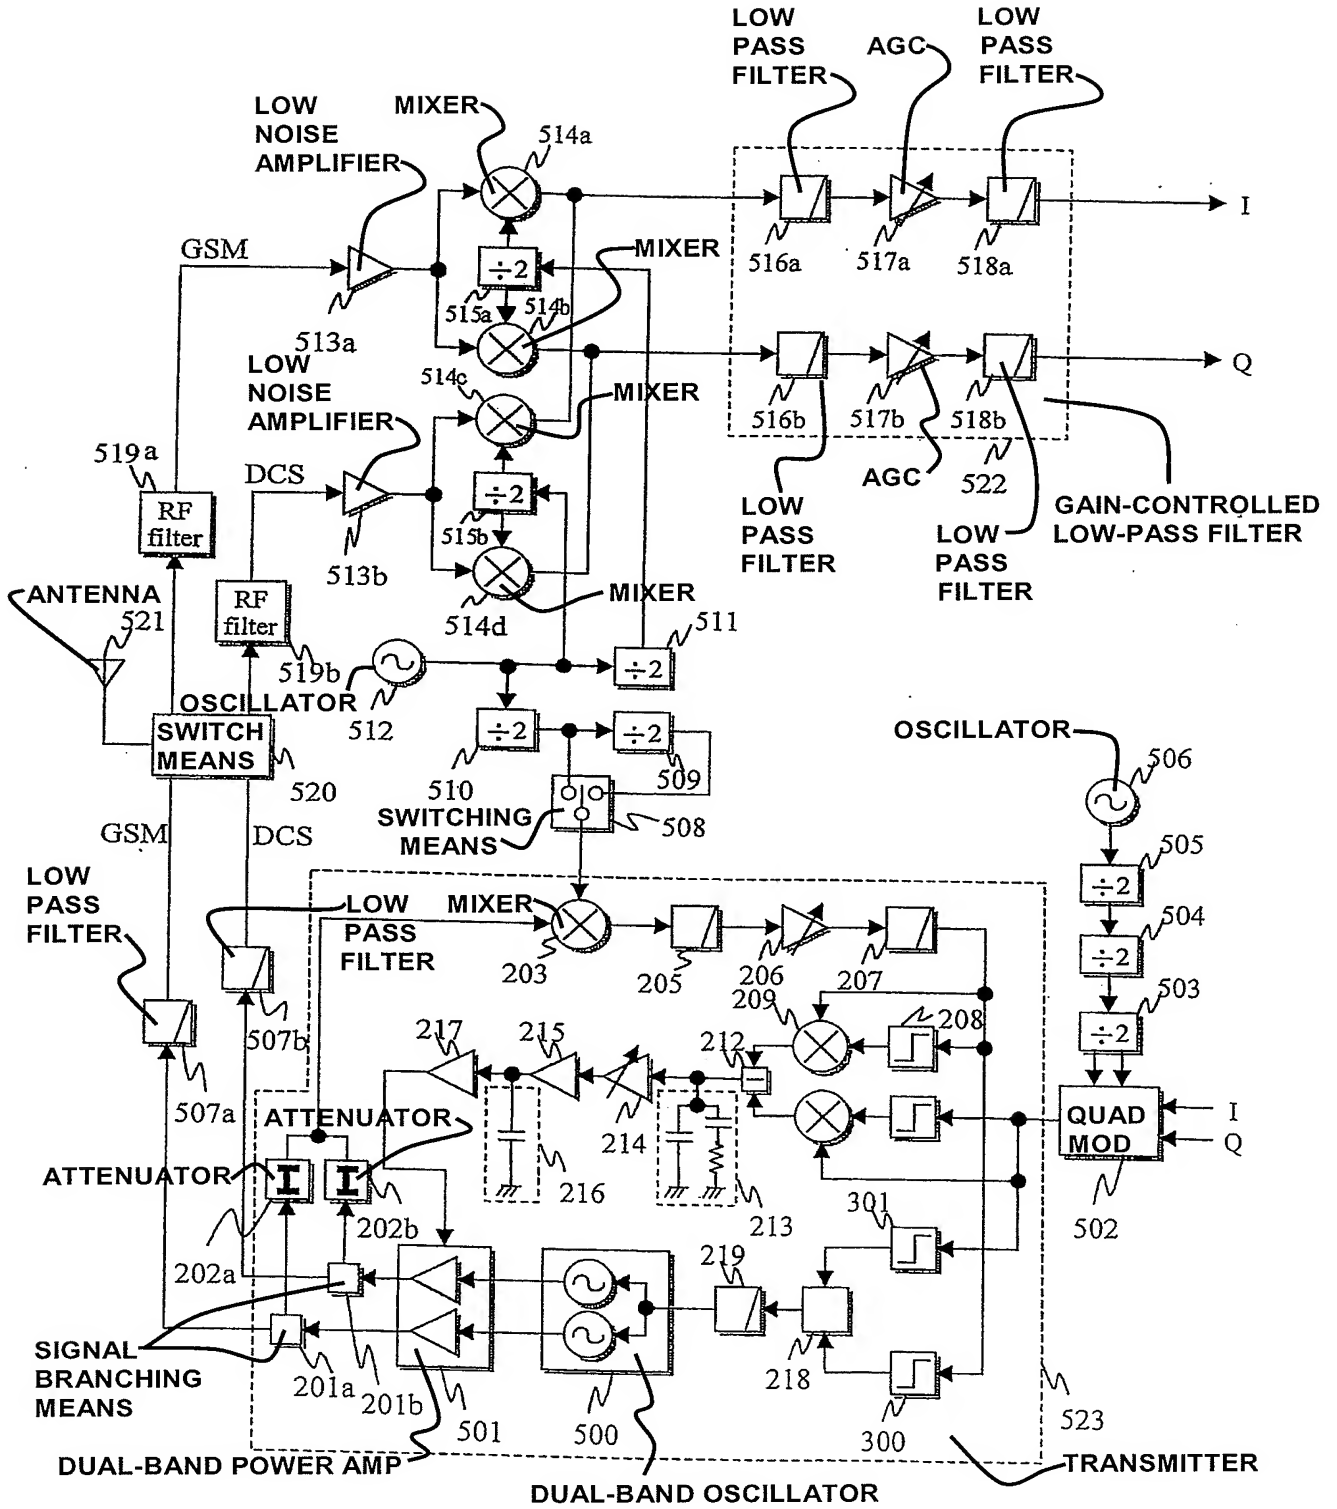 LOW
PASS
FILTER
AGC
LOW
PASS
FILTER
LOW
NOISE
AMPLIFIER
MIXER
514a
GSM
÷2
MIXER
516a
517a
518a
I
513a
515a
514b
LOW
NOISE
AMPLIFIER
514c
MIXER
Q
516b
517b
518b
522
AGC
LOW
PASS
FILTER
LOW
PASS
FILTER
GAIN-CONTROLLED
LOW-PASS FILTER
519a
RF
filter
DCS
÷2
515b
513b
MIXER
514d
ANTENNA
521
RF
filter
519b
OSCILLATOR
512
÷2
511
SWITCH
MEANS
520
÷2
510
÷2
509
SWITCHING
MEANS
508
OSCILLATOR
506
GSM
DCS
÷2
505
÷2
504
÷2
503
LOW
PASS
FILTER
LOW
PASS
FILTER
MIXER
203
205
206
207
209
208
507b
507a
217
215
212
214
QUAD
MOD
I
Q
502
ATTENUATOR
ATTENUATOR
202a
202b
216
213
301
219
218
300
523
SIGNAL
BRANCHING
MEANS
201a
201b
501
500
DUAL-BAND POWER AMP
DUAL-BAND OSCILLATOR
TRANSMITTER